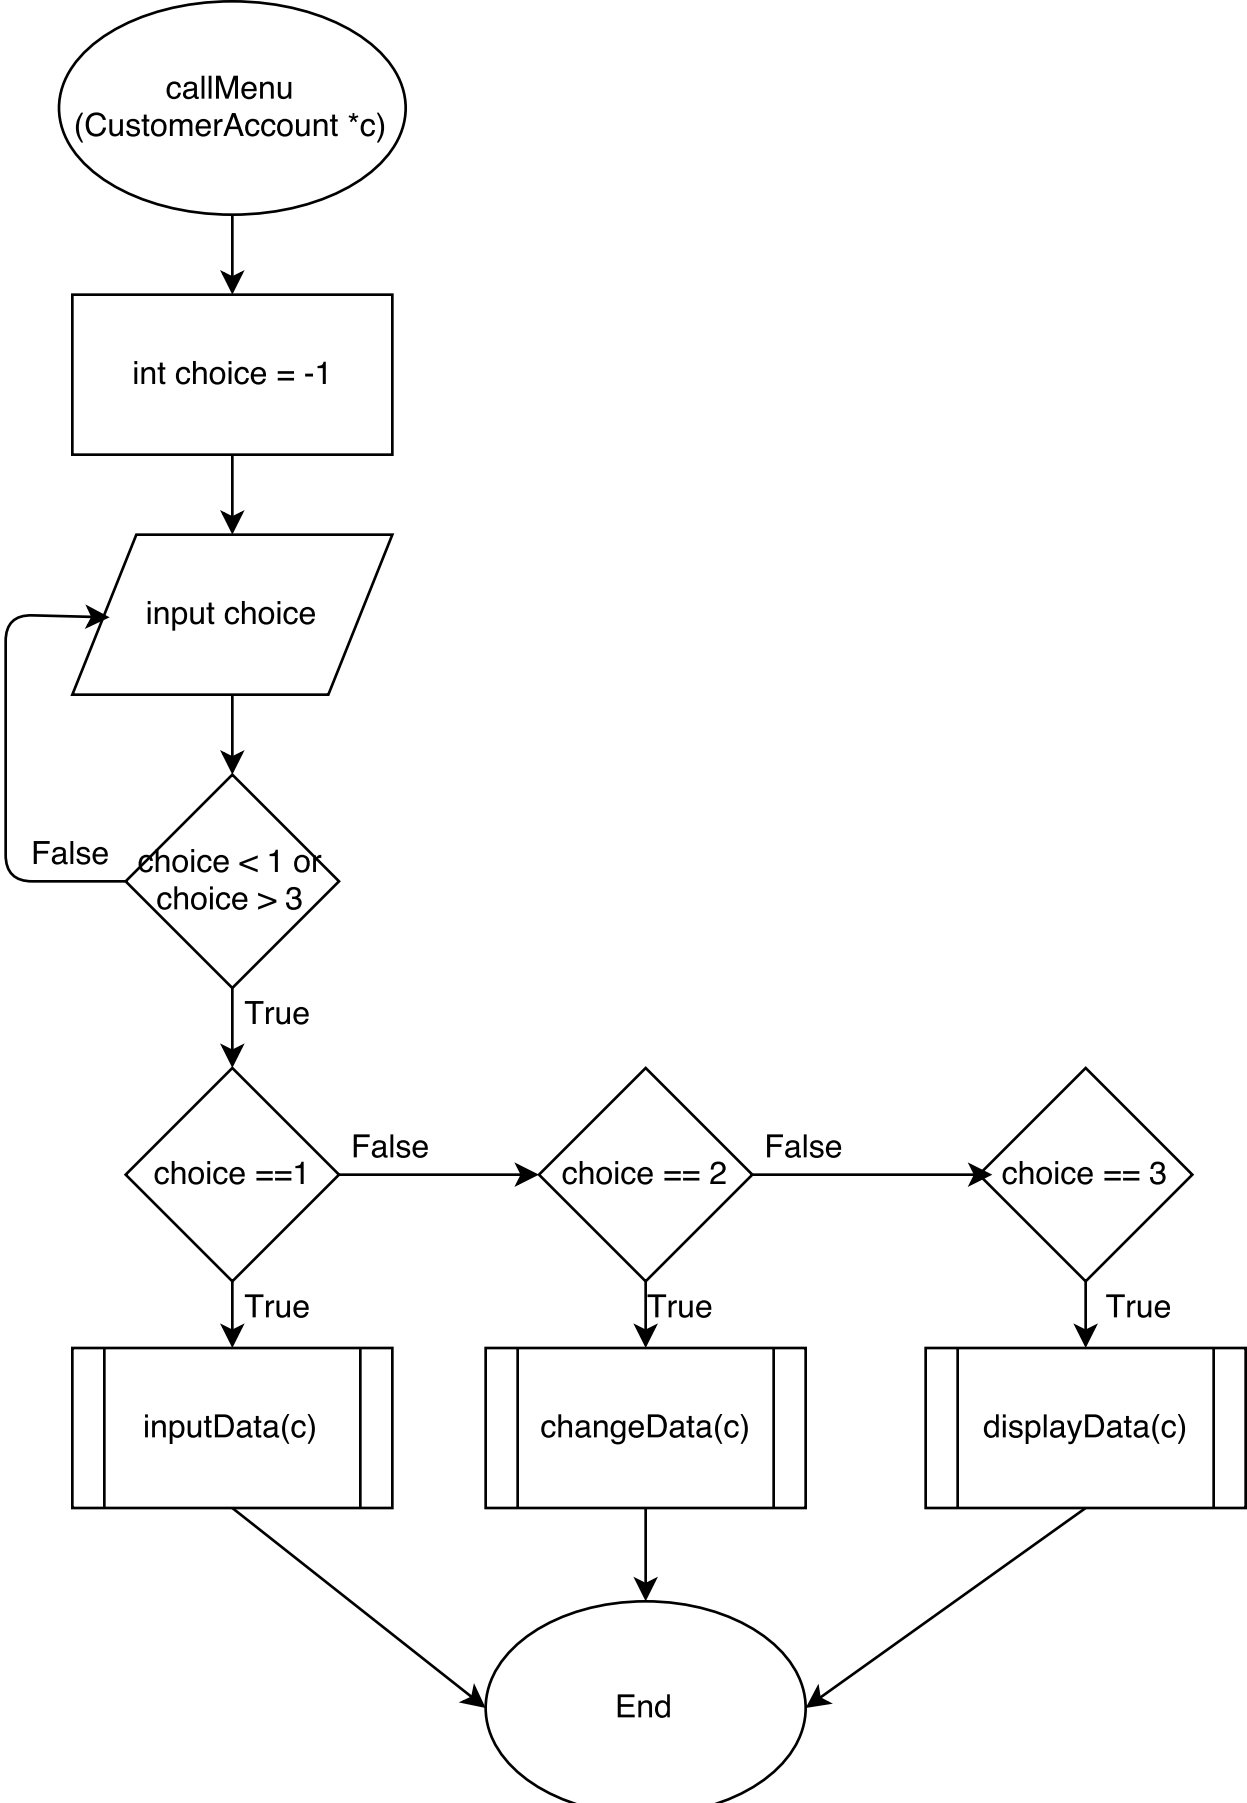 callMenu
(CustomerAccount *c)
int choice = -1
input choice
False
choice < 1 or
choice > 3
True
choice ==1
False
choice == 2
False
choice == 3
True
True
True
inputData(c)
changeData(c)
displayData(c)
End